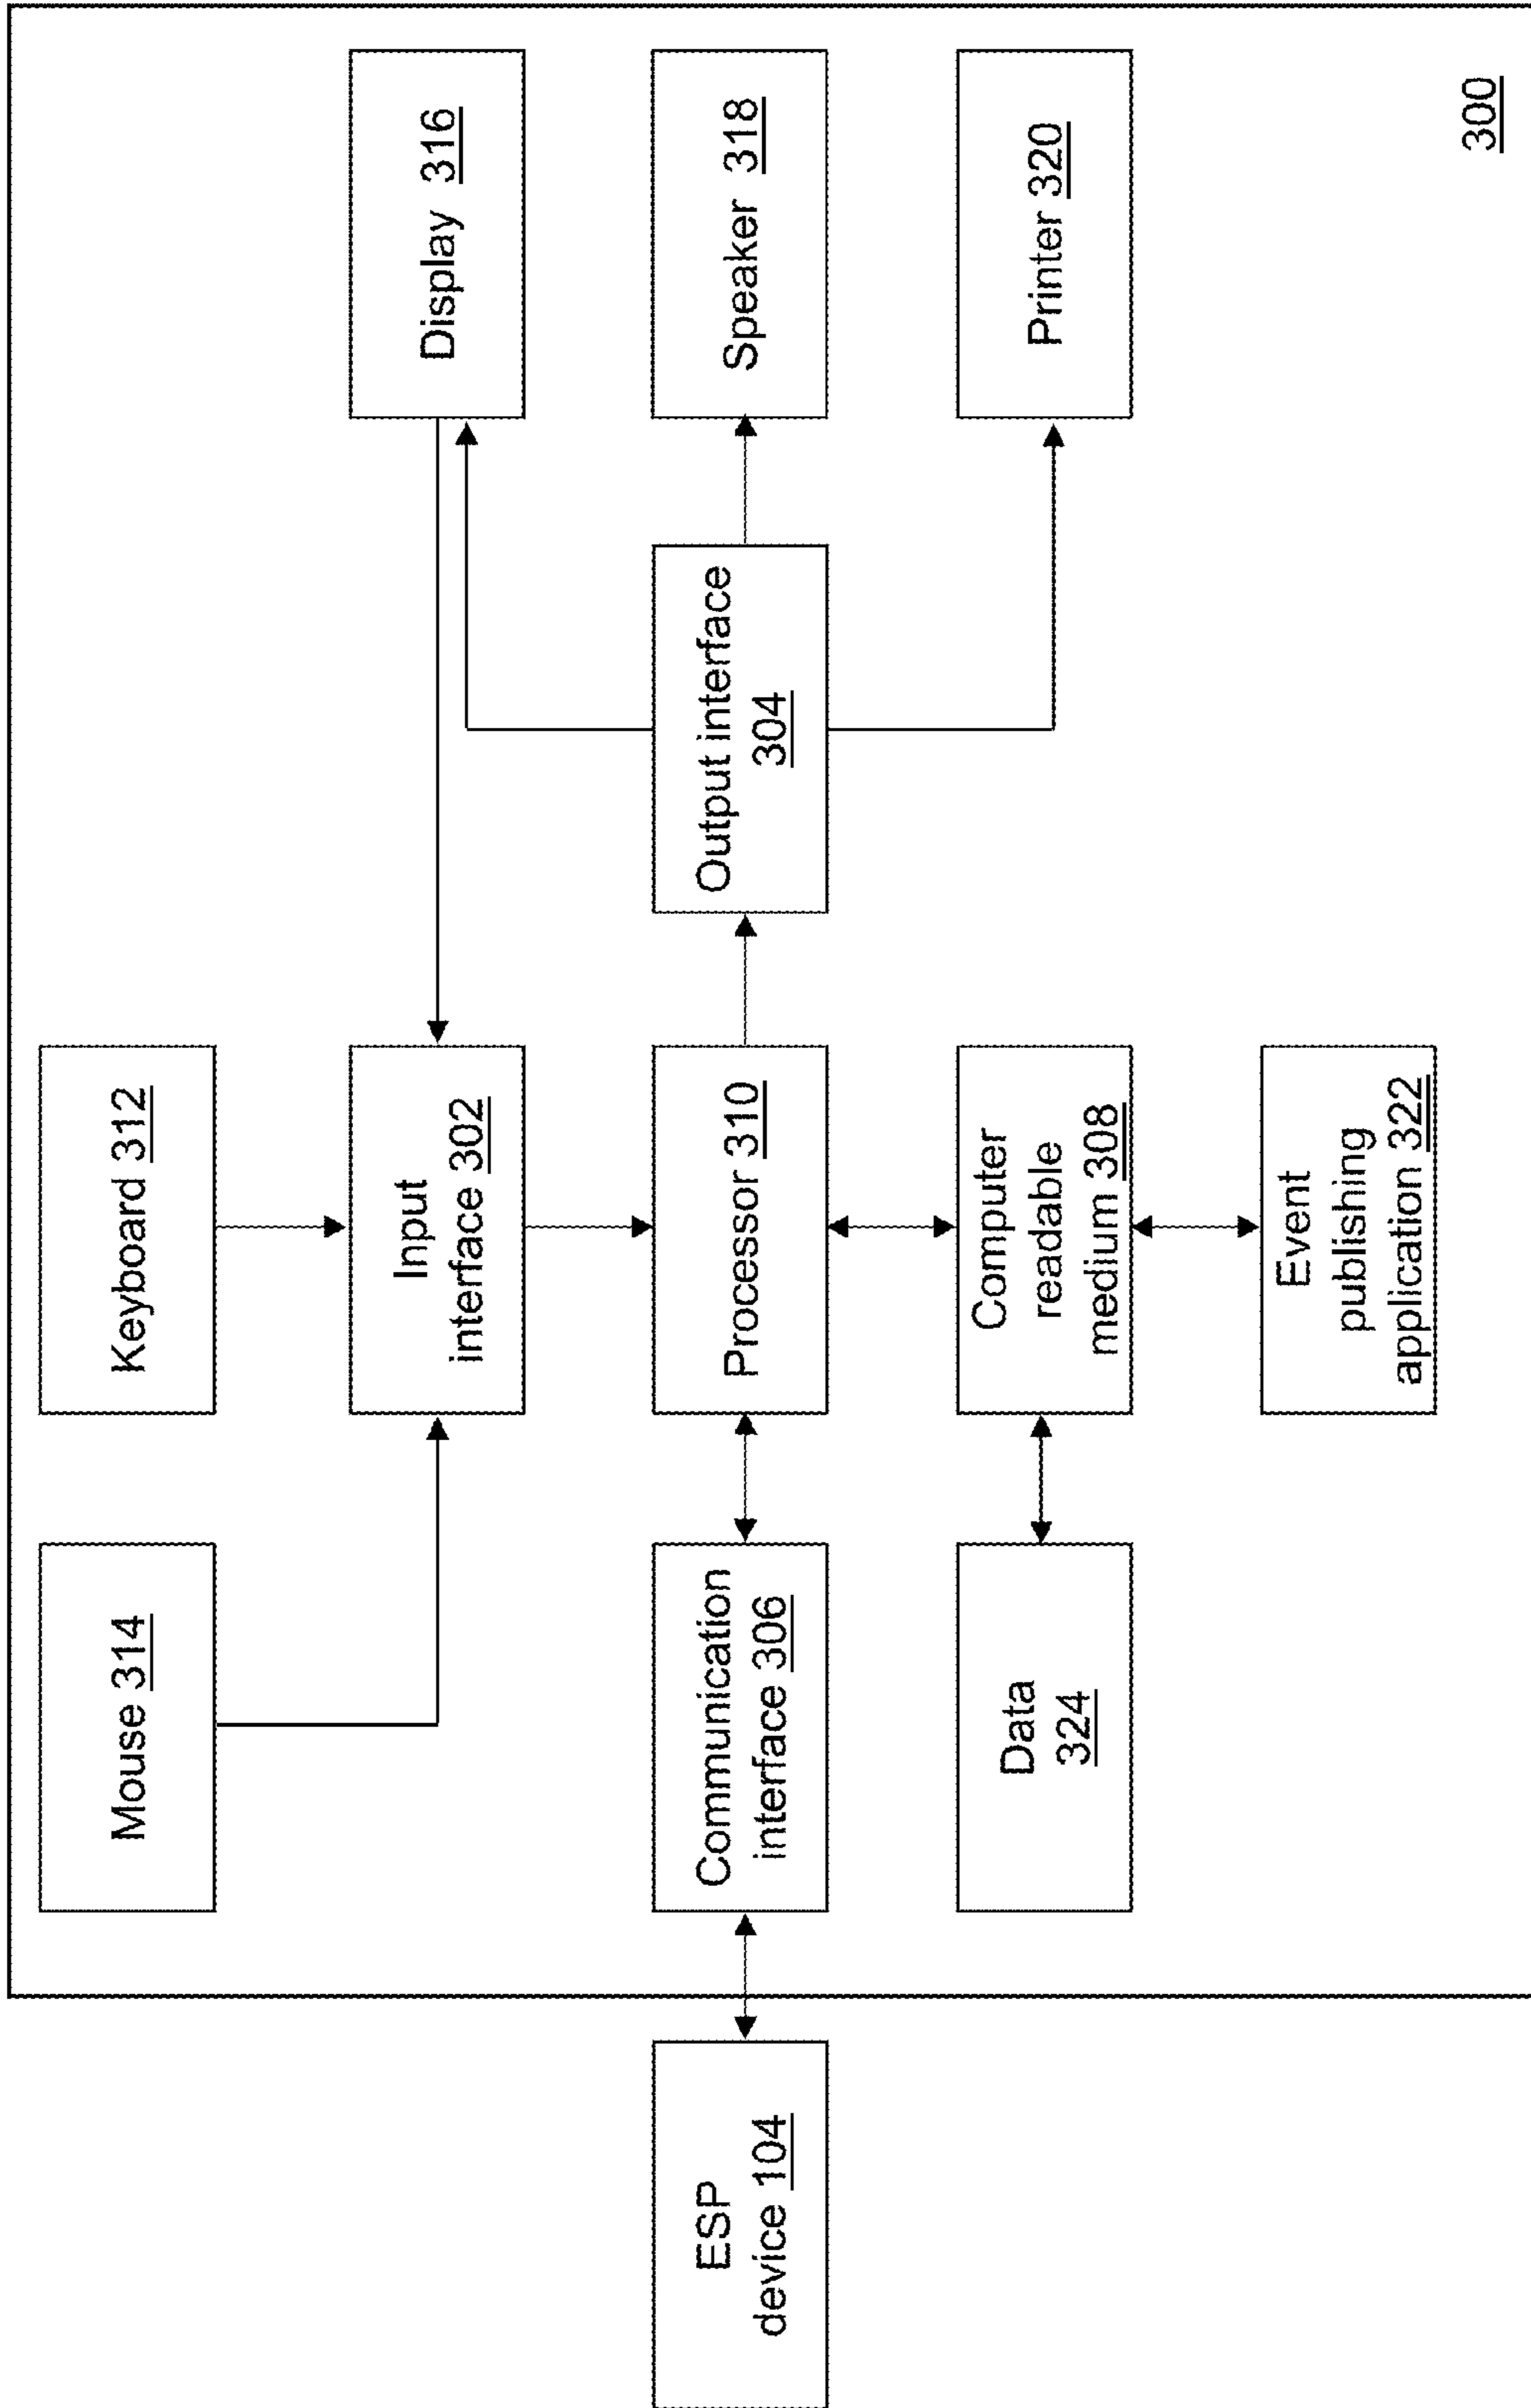 Mouse 314
Keyboard 312
Input
interface 302
Display 316
ESP
device 104
Communication
interface 306
Processor 310
Output interface
304
Speaker 318
Data
324
Computer
readable
medium 308
Printer 320
Event
publishing
application 322
300